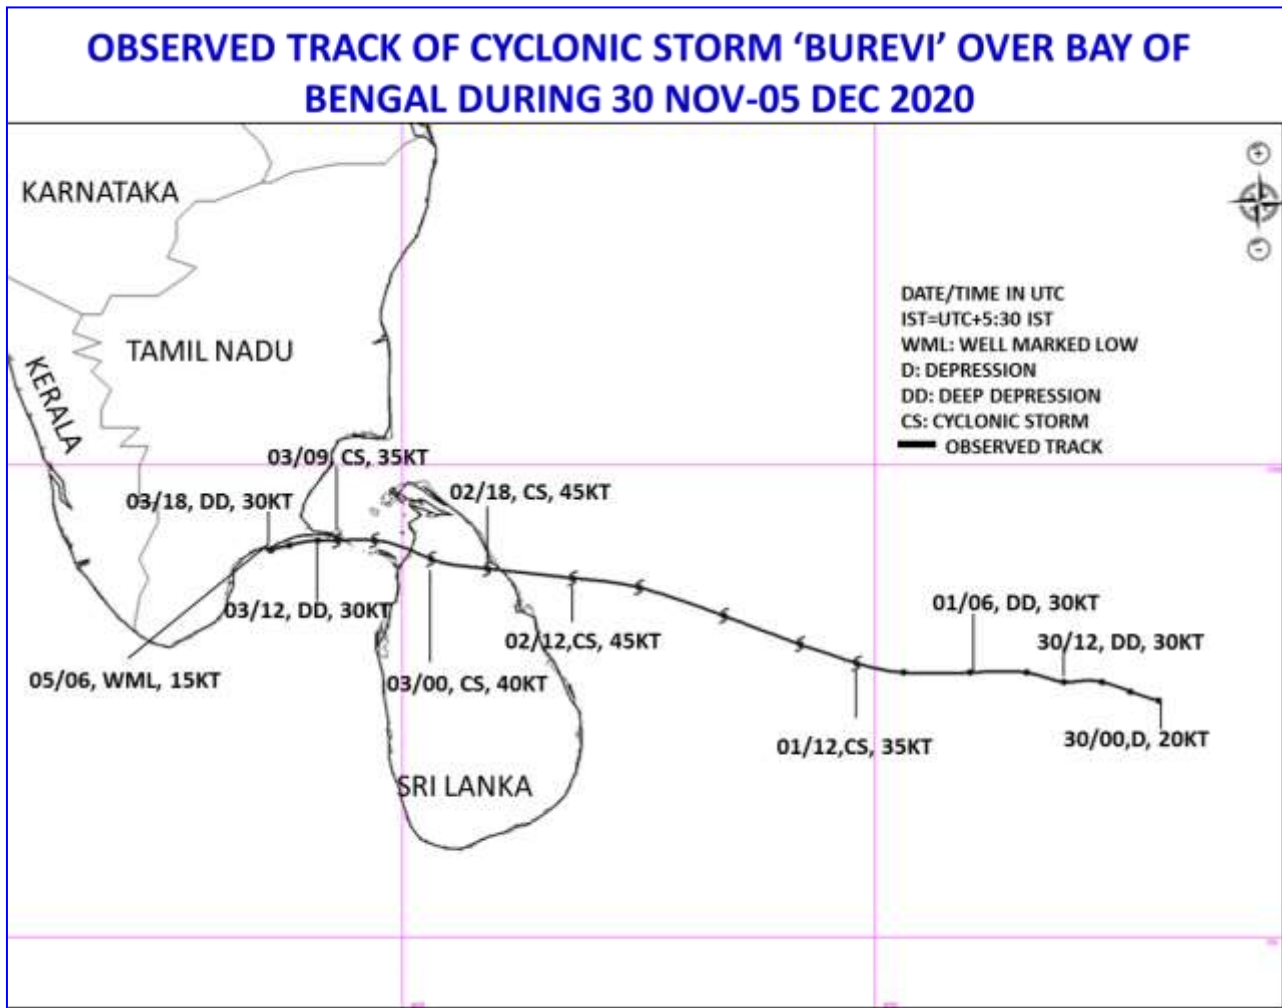 OBSERVED TRACK OF CYCLONIC STORM ‘BUREVI’ OVER BAY OF
BENGAL DURING 30 NOV-05 DEC 2020
KARNATAKA
TAMIL NADU
KERALA
DATE/TIME IN UTC
IST=UTC+5:30 IST
WML: WELL MARKED LOW
D: DEPRESSION
DD: DEEP DEPRESSION
CS: CYCLONIC STORM
OBSERVED TRACK
03/09, CS, 35KT
03/18, DD, 30KT
02/18, CS, 45KT
03/12, DD, 30KT
01/06, DD, 30KT
02/12,CS, 45KT
30/12, DD, 30KT
05/06, WML, 15KT
03/00, CS, 40KT
01/12,CS, 35KT
30/00,D, 20KT
SRI LANKA